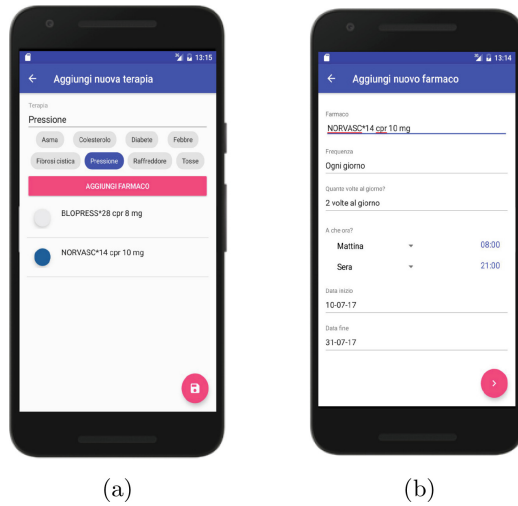 13:15
Aggiungi nuova terapia
Terapia
Pressione
Asma Colesterolo Diabete Febbre
Fibrosi cistica Pressione Raffreddore Tosse
AGGIUNGI FARMACO
BLOPRESS*28 cpr 8 mg
NORVASC*14 cpr 10 mg
(a)
13:14
Aggiungi nuovo farmaco
Farmaco
NORVASC*14 cpr 10 mg
Frequenza
Ogni giorno
Quanto volte al giorno?
2 volte al giorno
A che ora?
Mattina 08:00
Sera 21:00
Data inizio
10-07-17
Data fine
31-07-17
(b)